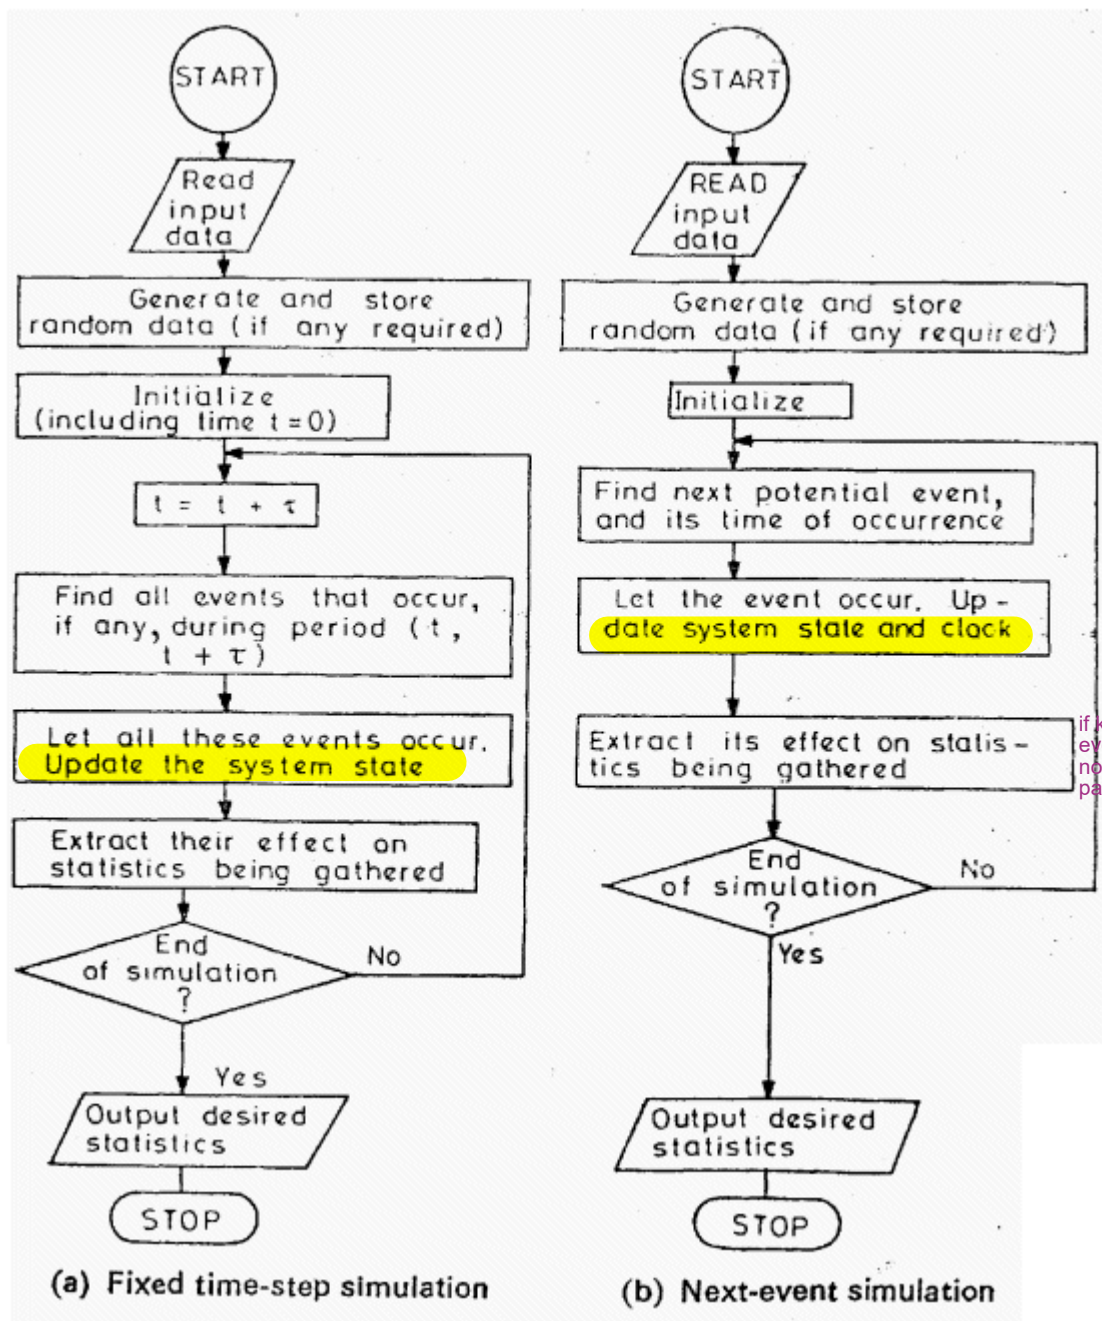 START
Read
input
data
Generate and store
random data (if any required)
Initialize
(including time t=0)
t = t + τ
Find all events that occur,
if any, during period (t,
t + τ)
Let all these events occur.
Update the system state
Extract their effect on
statistics being gathered
End
of simulation
?
No
Yes
Output desired
statistics
STOP
(a) Fixed time-step simulation
START
READ
input
data
Generate and store
random data (if any required)
Initialize
Find next potential event,
and its time of occurrence
Let the event occur. Up-
date system state and clock
Extract its effect on statis-
tics being gathered
if
End
of simulation
?
No
Yes
Output desired
statistics
STOP
(b) Next-event simulation